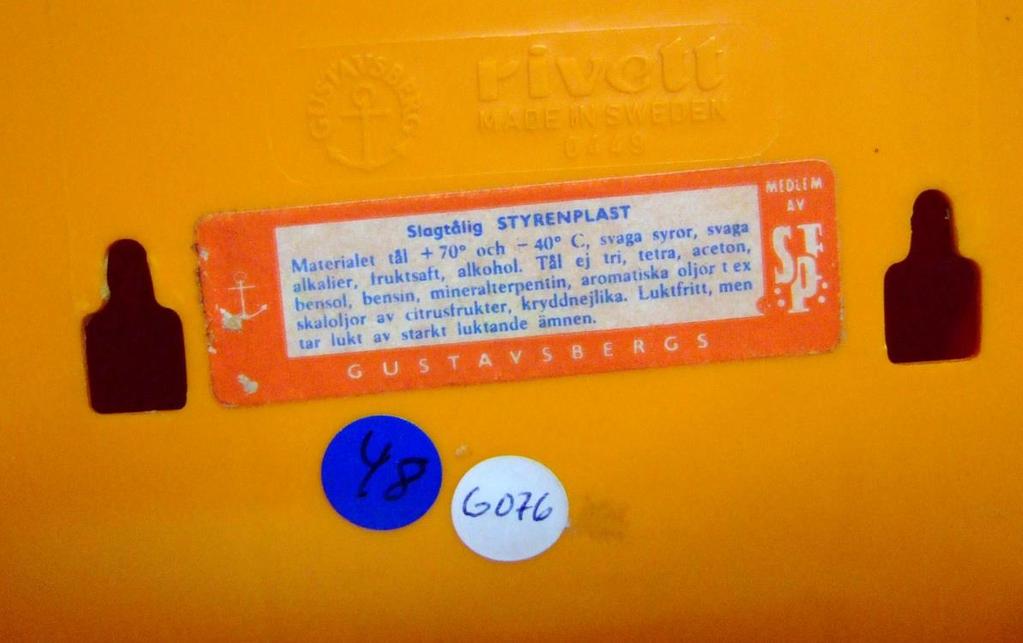 GUSTAVSBERG
rivett
MADE IN SWEDEN
0449
MEDLEM
AV
SFP
Slagtålig STYRENPLAST
Materialet tål +70° och -40° C, svaga syror, svaga
alkalier, fruktsaft, alkohol. Tål ej tri, tetra, aceton,
bensol, bensin, mineralterpentin, aromatiska oljor t ex
skaloljor av citrusfrukter, kryddnejlika. Luktfritt, men
tar lukt av starkt luktande ämnen.
GUSTAVSBERGS
48
G076